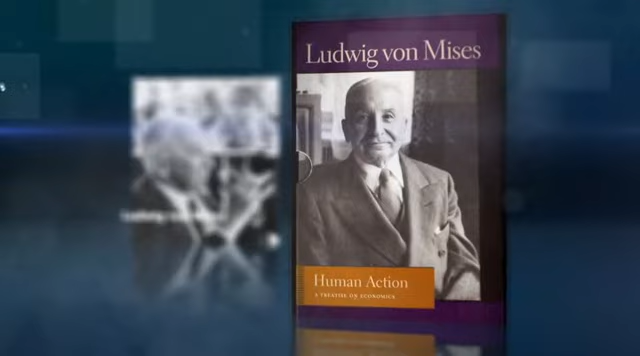 Ludwig von Mises
Human Action
A TREATISE ON ECONOMICS